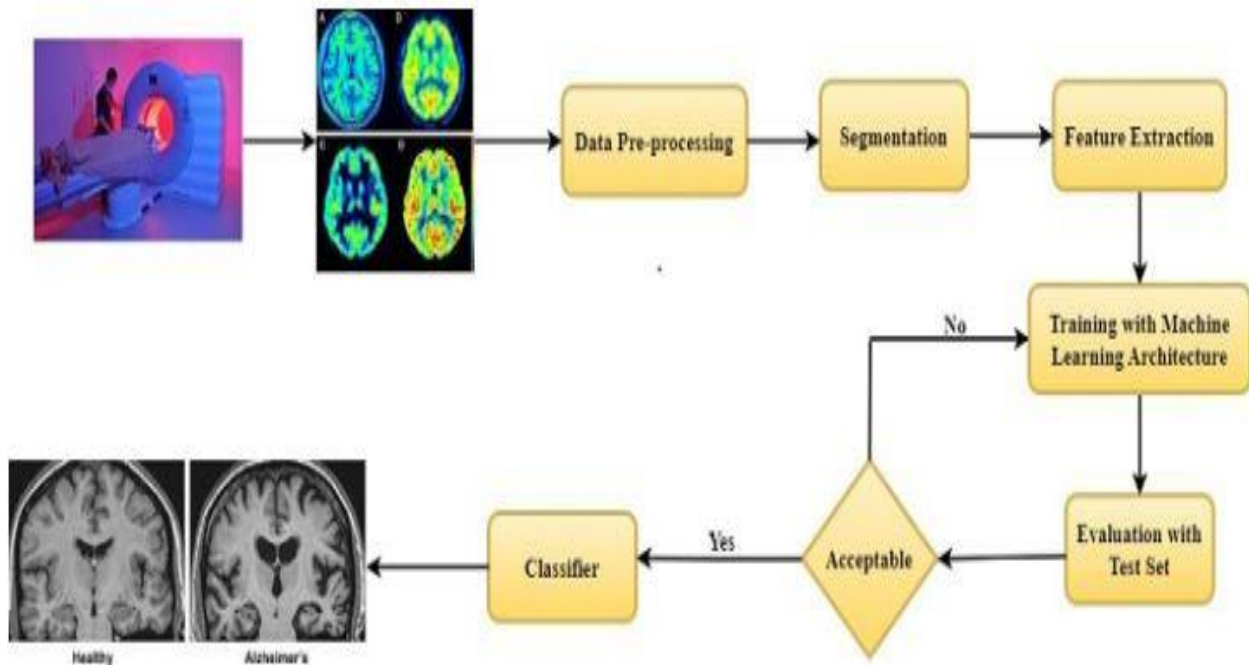 A
B
C
D
Data Pre-processing
Segmentation
Feature Extraction
Training with Machine
Learning Architecture
No
Evaluation with
Test Set
Acceptable
Yes
Classifier
Healthy
Alzheimer's